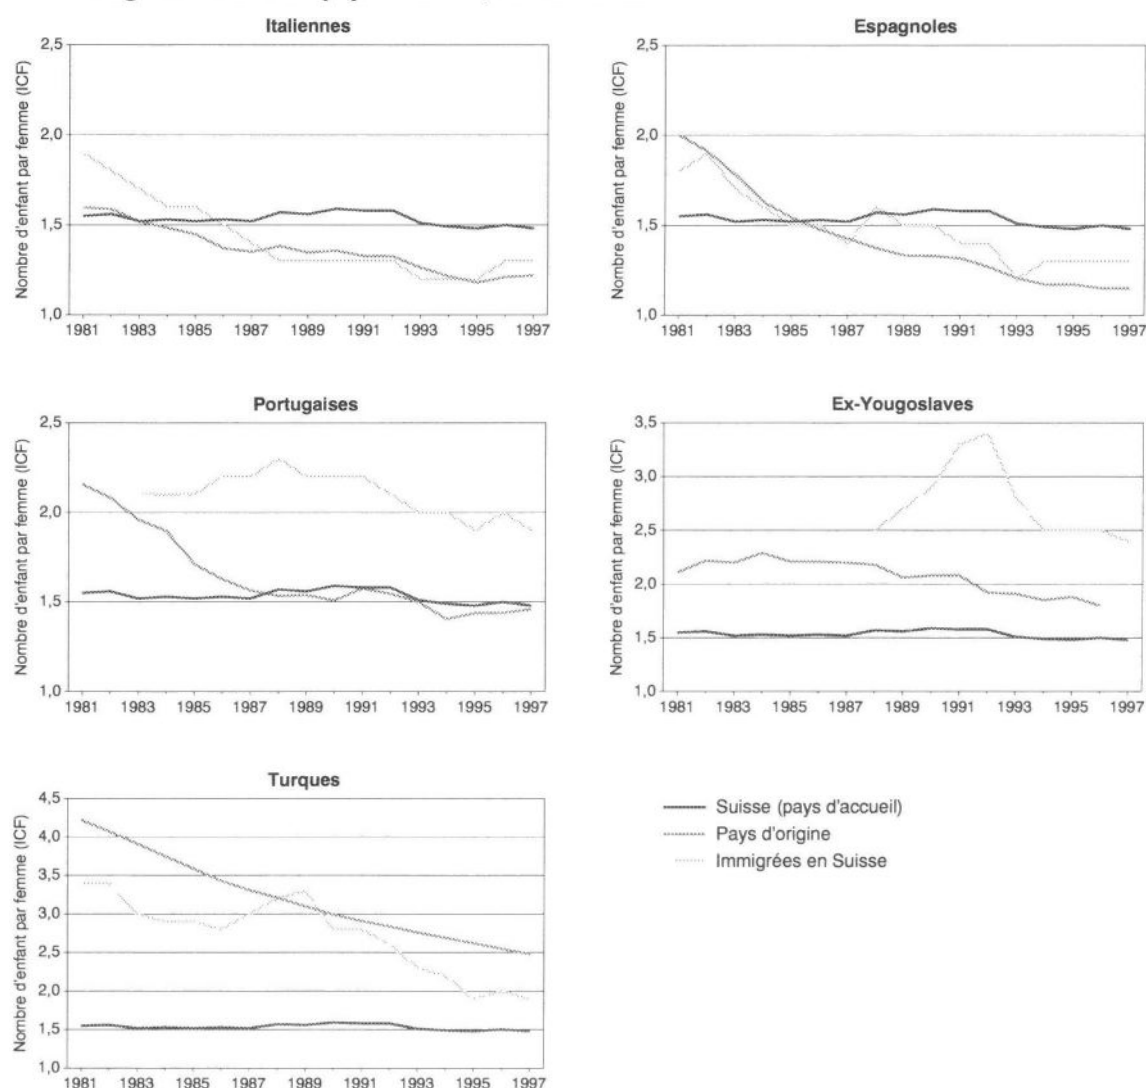 Italiennes
Nombre d'enfant par femme (ICF)
2,5
2,0
1,5
1,0
1981 1983 1985 1987 1989 1991 1993 1995 1997
Espagnoles
Nombre d'enfant par femme (ICF)
2,5
2,0
1,5
1,0
1981 1983 1985 1987 1989 1991 1993 1995 1997
Portugaises
Nombre d'enfant par femme (ICF)
2,5
2,0
1,5
1,0
1981 1983 1985 1987 1989 1991 1993 1995 1997
Ex-Yougoslaves
Nombre d'enfant par femme (ICF)
3,5
3,0
2,5
2,0
1,5
1,0
1981 1983 1985 1987 1989 1991 1993 1995 1997
Turques
Nombre d'enfant par femme (ICF)
4,5
4,0
3,5
3,0
2,5
2,0
1,5
1,0
1981 1983 1985 1987 1989 1991 1993 1995 1997
Suisse (pays d'accueil)
Pays d'origine
Immigrées en Suisse